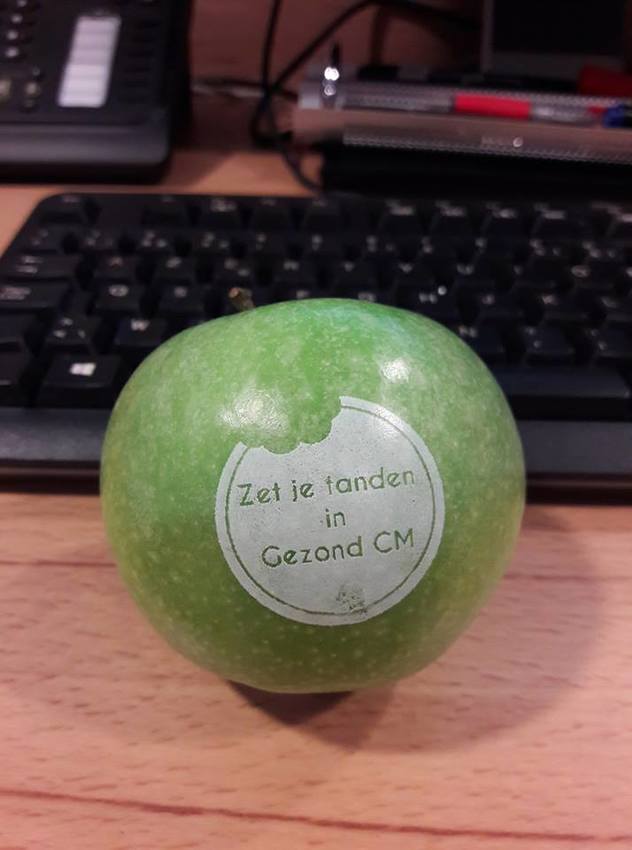 Zet je tanden
in
Gezond CM